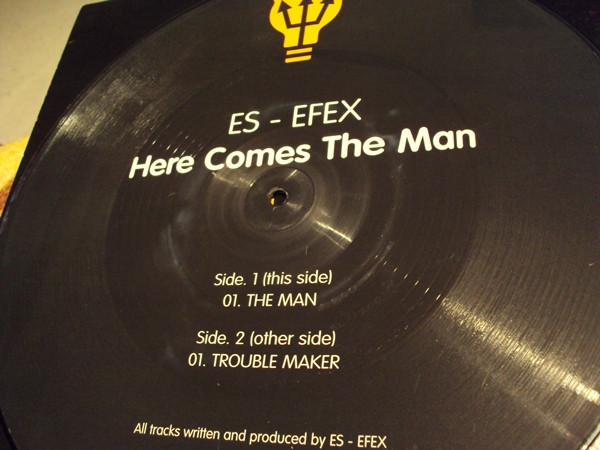 ES - EFEX
Here Comes The Man
Side. 1 (this side)
01. THE MAN
Side. 2 (other side)
01. TROUBLE MAKER
All tracks written and produced by ES - EFEX